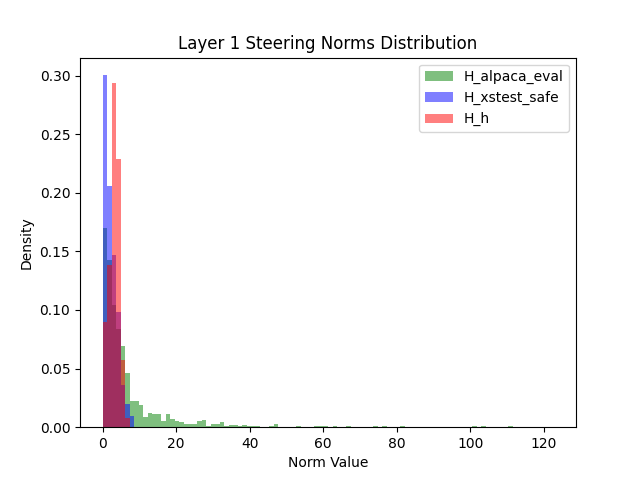 Layer 1 Steering Norms Distribution
H_alpaca_eval
H_xstest_safe
H_h
Density
0.30
0.25
0.20
0.15
0.10
0.05
0.00
0 20 40 60 80 100 120
Norm Value